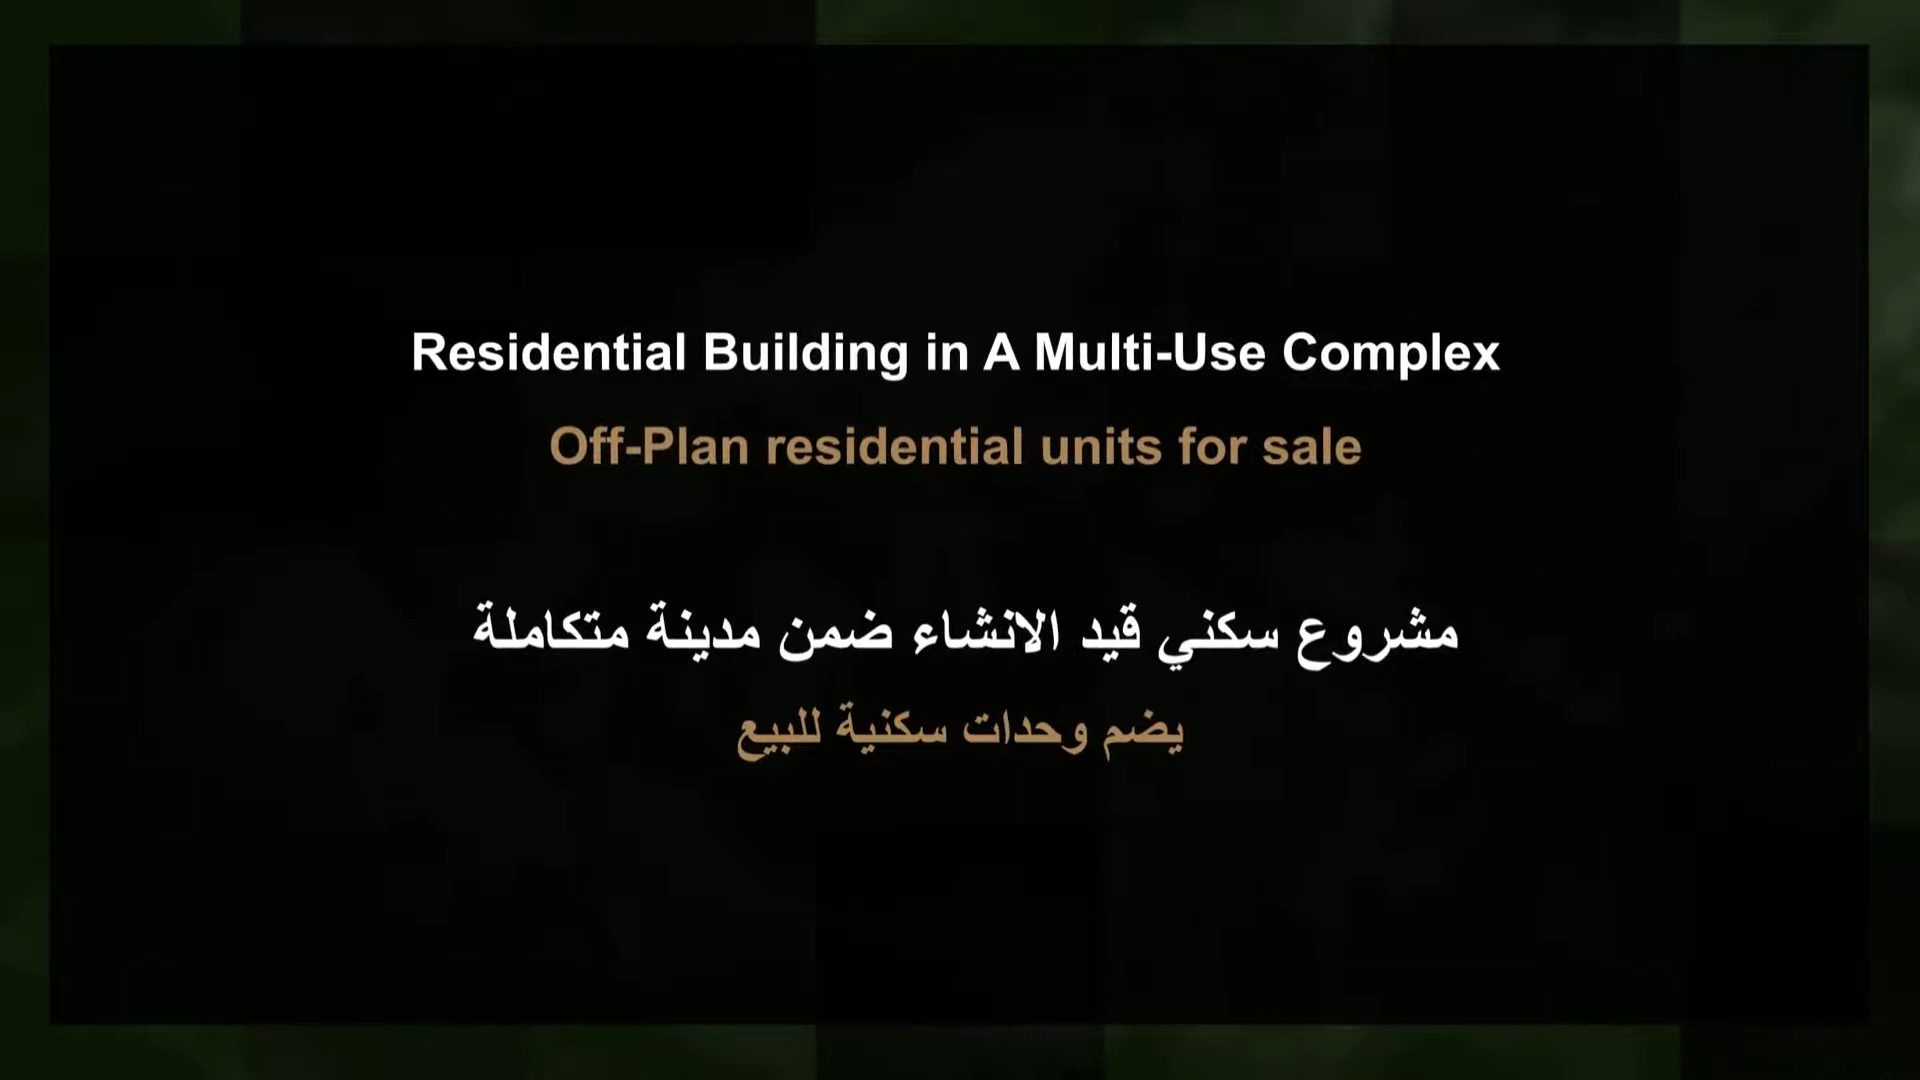 Residential Building in A Multi-Use Complex
Off-Plan residential units for sale
مشروع سكني قيد الانشاء ضمن مدينة متكاملة
يضم وحدات سكنية للبيع